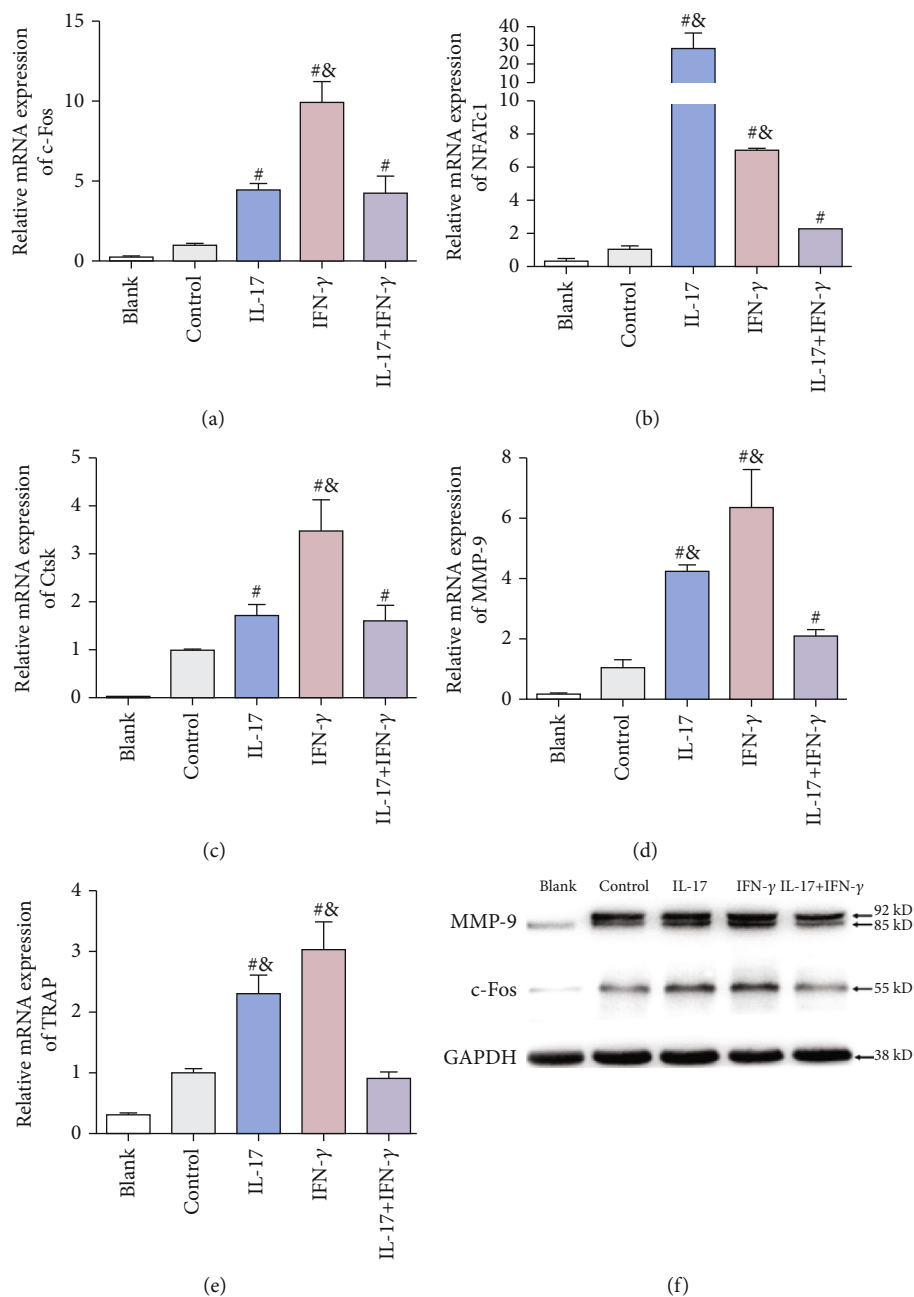 Relative mRNA expression
of c-Fos
15
10
5
0
#
#&
#
Blank
Control
IL-17
IFN-γ
IL-17+IFN-γ
(a)
Relative mRNA expression
of NFATc1
40
30
20
10
8
6
4
2
0
#&
#&
#
Blank
Control
IL-17
IFN-γ
IL-17+IFN-γ
(b)
Relative mRNA expression
of Ctsk
5
4
3
2
1
0
#
#&
#
Blank
Control
IL-17
IFN-γ
IL-17+IFN-γ
(c)
Relative mRNA expression
of MMP-9
8
6
4
2
0
#&
#&
#
Blank
Control
IL-17
IFN-γ
IL-17+IFN-γ
(d)
Relative mRNA expression
of TRAP
4
3
2
1
0
#&
#&
Blank
Control
IL-17
IFN-γ
IL-17+IFN-γ
(e)
Blank Control IL-17 IFN-γ IL-17+IFN-γ
MMP-9
92 kD
85 kD
c-Fos
55 kD
GAPDH
38 kD
(f)